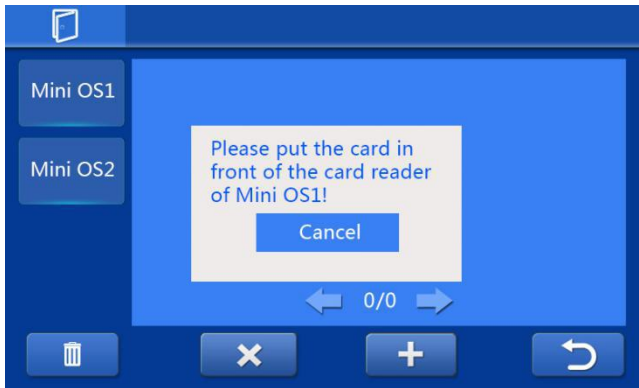 Mini OS1
Mini OS2
Please put the card in
front of the card reader
of Mini OS1!
Cancel
0/0